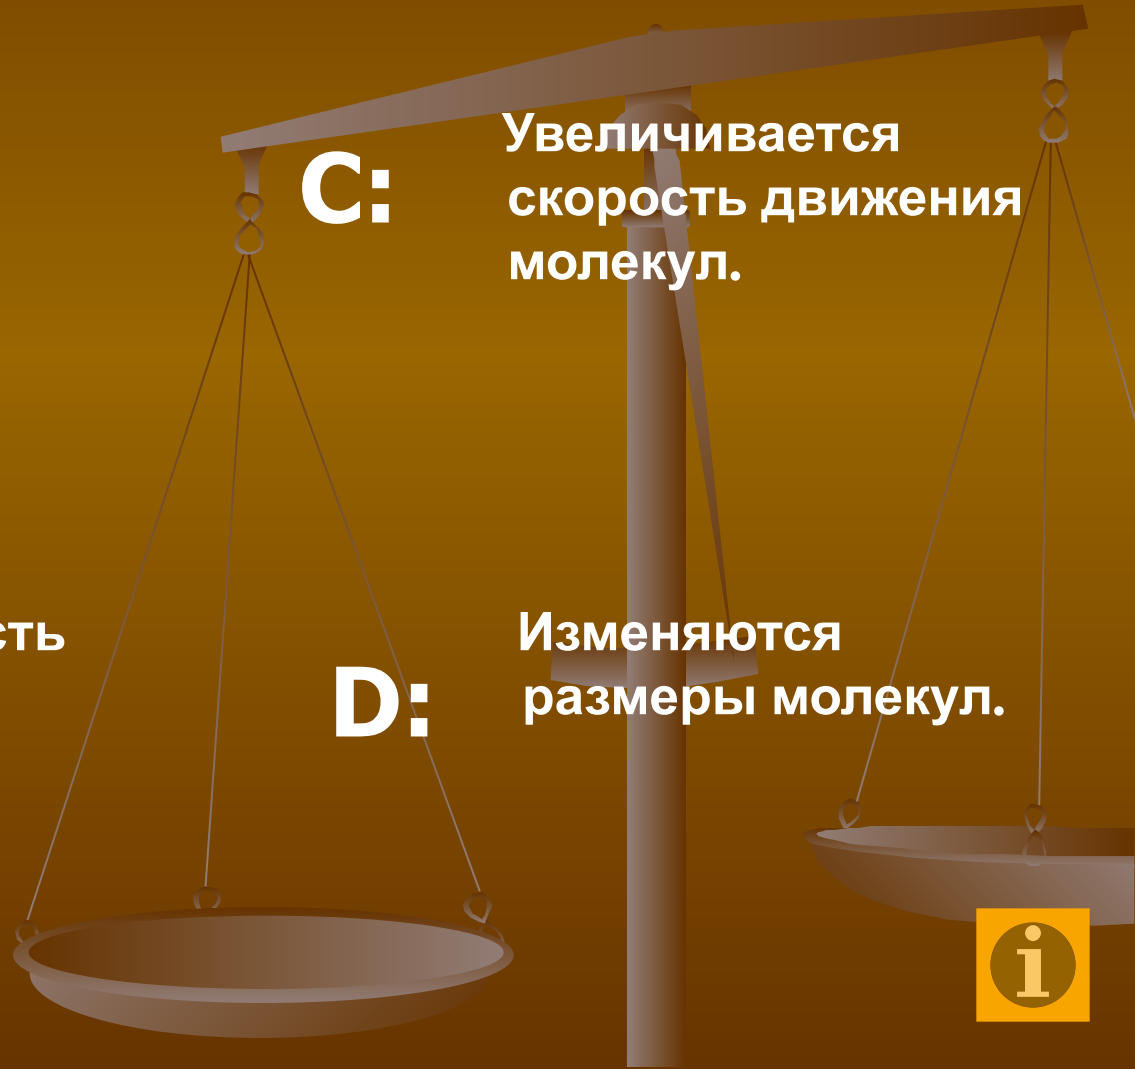 C:
Увеличивается
скорость движения
молекул.
D:
Изменяются
размеры молекул.